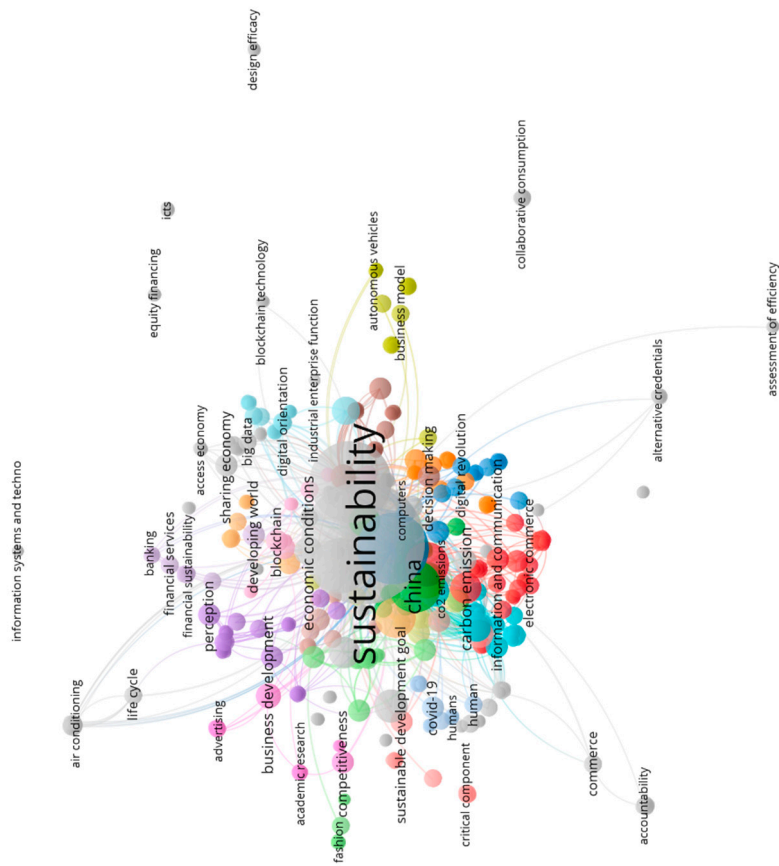 design efficacy
icts
equity financing
collaborative consumption
blockchain technology
autonomous vehicles
business model
assessment of efficiency
industrial enterprise function
digital orientation
big data
access economy
sharing economy
alternative credentials
decision making
digital revolution
computers
sustainability
economic conditions
blockchain
developing world
financial sustainability
financial services
banking
information systems and techno
china
co2 emissions
carbon emission
information and communication
electronic commerce
perception
business development
sustainable development goal
covid-19
humans
human
life cycle
air conditioning
advertising
academic research
competitiveness
fashion
critical component
commerce
accountability